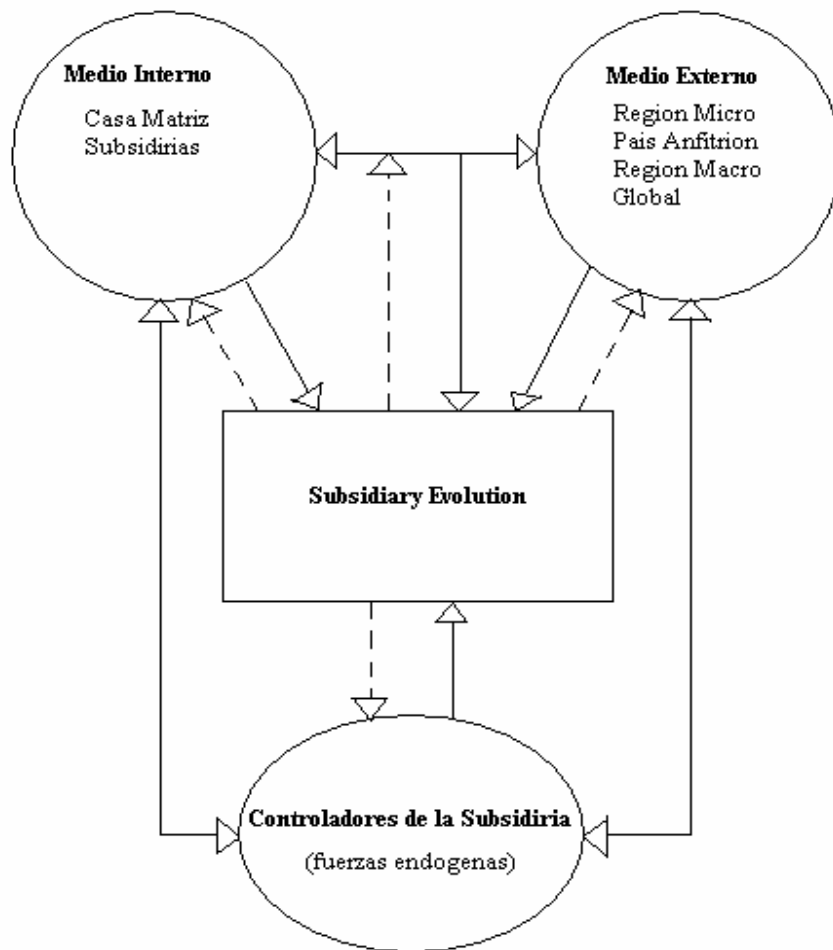 Medio Interno
Casa Matriz
Subsidirias
Medio Externo
Region Micro
Pais Anfitrion
Region Macro
Global
Subsidiary Evolution
Controladores de la Subsidiria
(fuerzas endogenas)